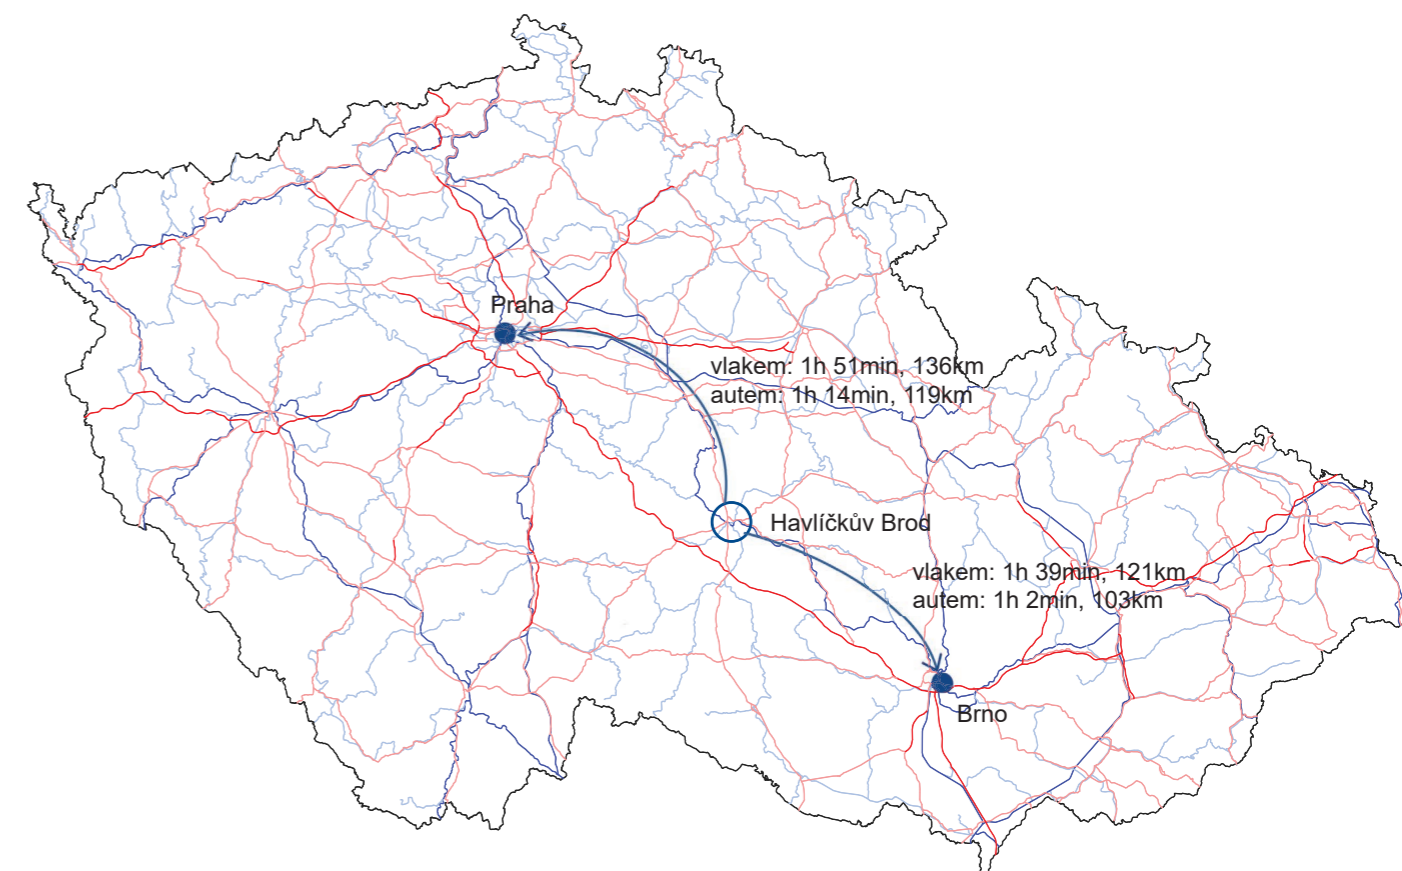 Praha
vlakem: 1h 51min, 136km
autem: 1h 14min, 119km
Havlíčkův Brod
vlakem: 1h 39min, 121km
autem: 1h 2min, 103km
Brno